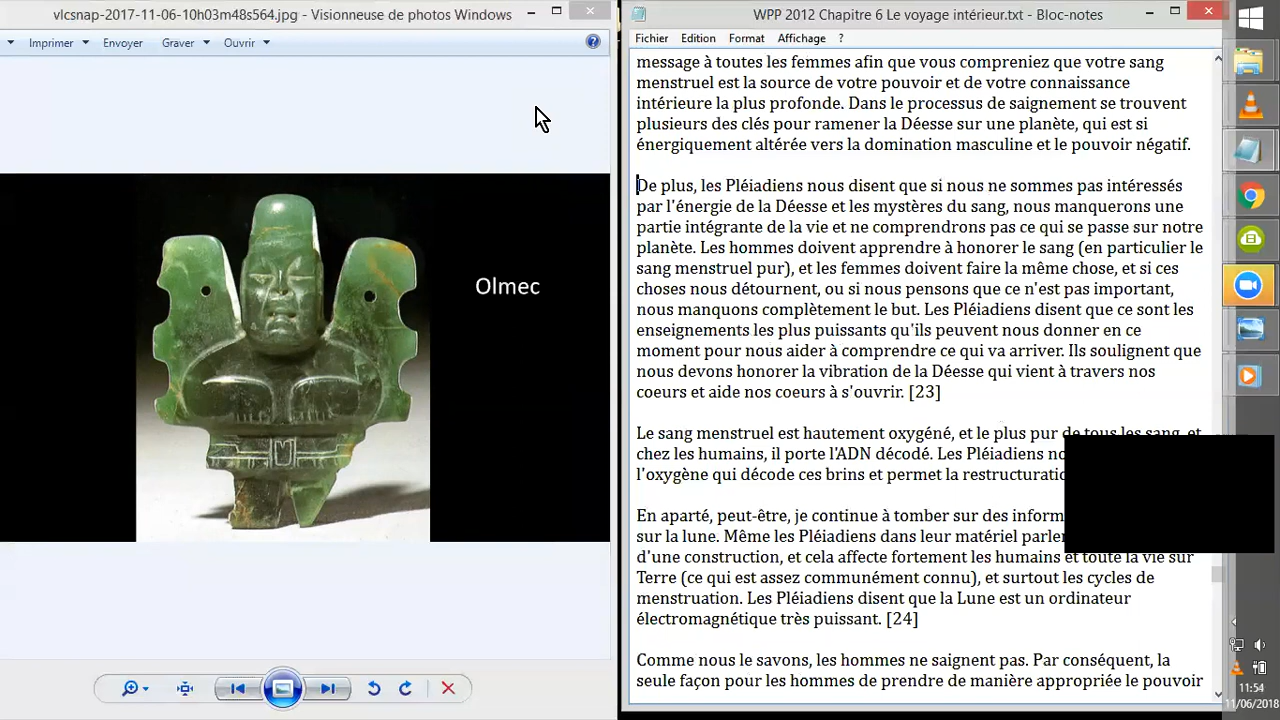 vlcsnap-2017-11-06-10h03m48s564.jpg - Visionneuse de photos Windows
Imprimer
Envoyer
Graver
Ouvrir
Olmec
WPP 2012 Chapitre 6 Le voyage intérieur.txt - Bloc-notes
Fichier
Edition
Format
Affichage
?
message à toutes les femmes afin que vous compreniez que votre sang
menstruel est la source de votre pouvoir et de votre connaissance
intérieure la plus profonde. Dans le processus de saignement se trouvent
plusieurs des clés pour ramener la Déesse sur une planète, qui est si
énergiquement altérée vers la domination masculine et le pouvoir négatif.
De plus, les Pléiadiens nous disent que si nous ne sommes pas intéressés
par l'énergie de la Déesse et les mystères du sang, nous manquerons une
partie intégrante de la vie et ne comprendrons pas ce qui se passe sur notre
planète. Les hommes doivent apprendre à honorer le sang (en particulier le
sang menstruel pur), et les femmes doivent faire la même chose, et si ces
choses nous détournent, ou si nous pensons que ce n'est pas important,
nous manquons complètement le but. Les Pléiadiens disent que ce sont les
enseignements les plus puissants qu'ils peuvent nous donner en ce
moment pour nous aider à comprendre ce qui va arriver. Ils soulignent que
nous devons honorer la vibration de la Déesse qui vient à travers nos
coeurs et aide nos coeurs à s'ouvrir. [23]
Le sang menstruel est hautement oxygéné, et le plus pur de tous les sang, et
chez les humains, il porte l'ADN décodé. Les Pléiadiens
l'oxygène qui décode ces brins et permet la
En aparté, peut-être, je continue à tomber sur des
sur la lune. Même les Pléiadiens dans leur matériel
d'une construction, et cela affecte fortement les humains et toute la vie sur
Terre (ce qui est assez communément connu), et surtout les cycles de
menstruation. Les Pléiadiens disent que la Lune est un ordinateur
électromagnétique très puissant. [24]
Comme nous le savons, les hommes ne saignent pas. Par conséquent, la
seule façon pour les hommes de prendre de manière appropriée le pouvoir
11:54
11/06/2018